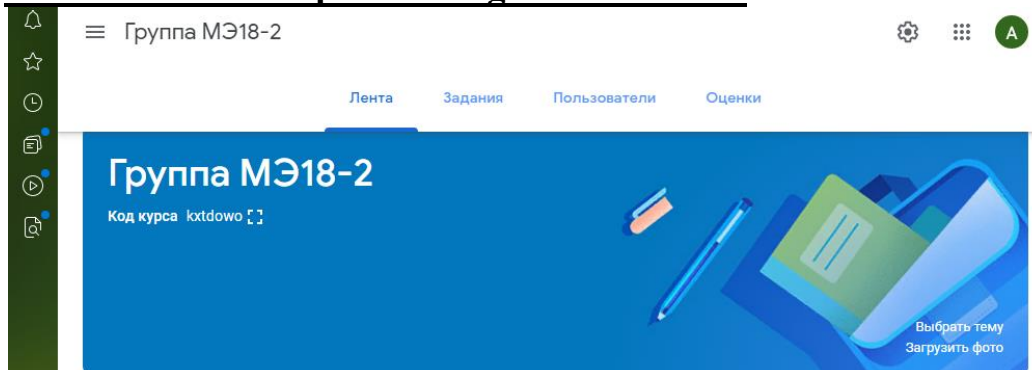 Группа МЭ18-2
А
Лента Задания Пользователи Оценки
Группа МЭ18-2
Код курса kxtdowo
Выбрать тему
Загрузить фото